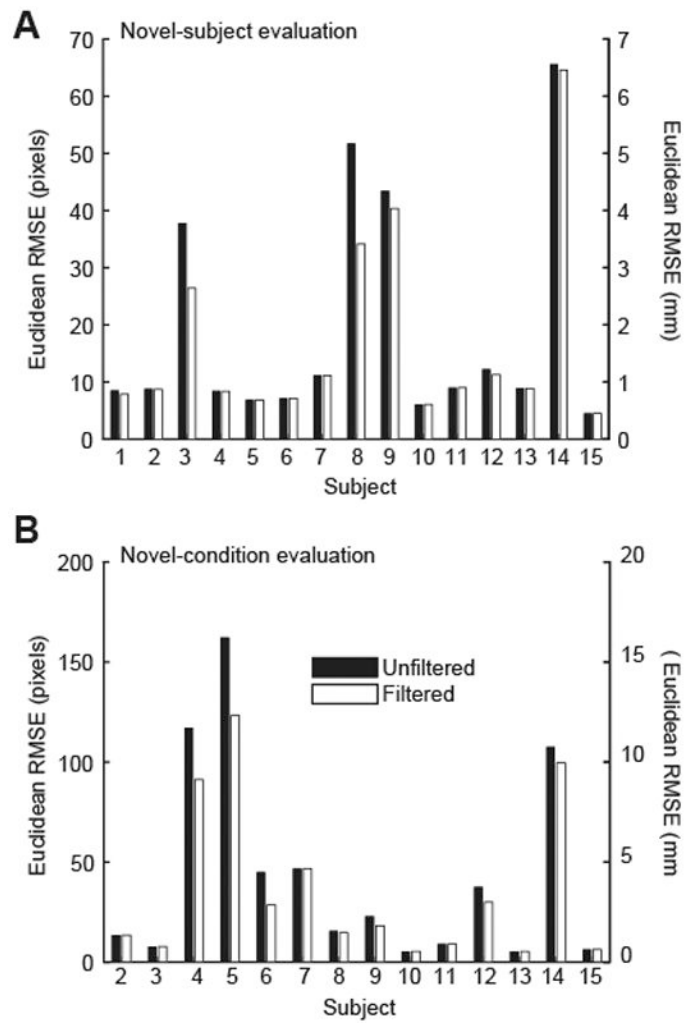 A
Novel-subject evaluation
70 7
60 6
50 5
40 4
30 3
20 2
10 1
0 0
Euclidean RMSE (pixels)
Euclidean RMSE (mm)
1 2 3 4 5 6 7 8 9 10 11 12 13 14 15
Subject
B
Novel-condition evaluation
200 20
150 15
100 10
50 5
0 0
Euclidean RMSE (pixels)
( Euclidean RMSE (mm
Unfiltered
Filtered
2 3 4 5 6 7 8 9 10 11 12 13 14 15
Subject